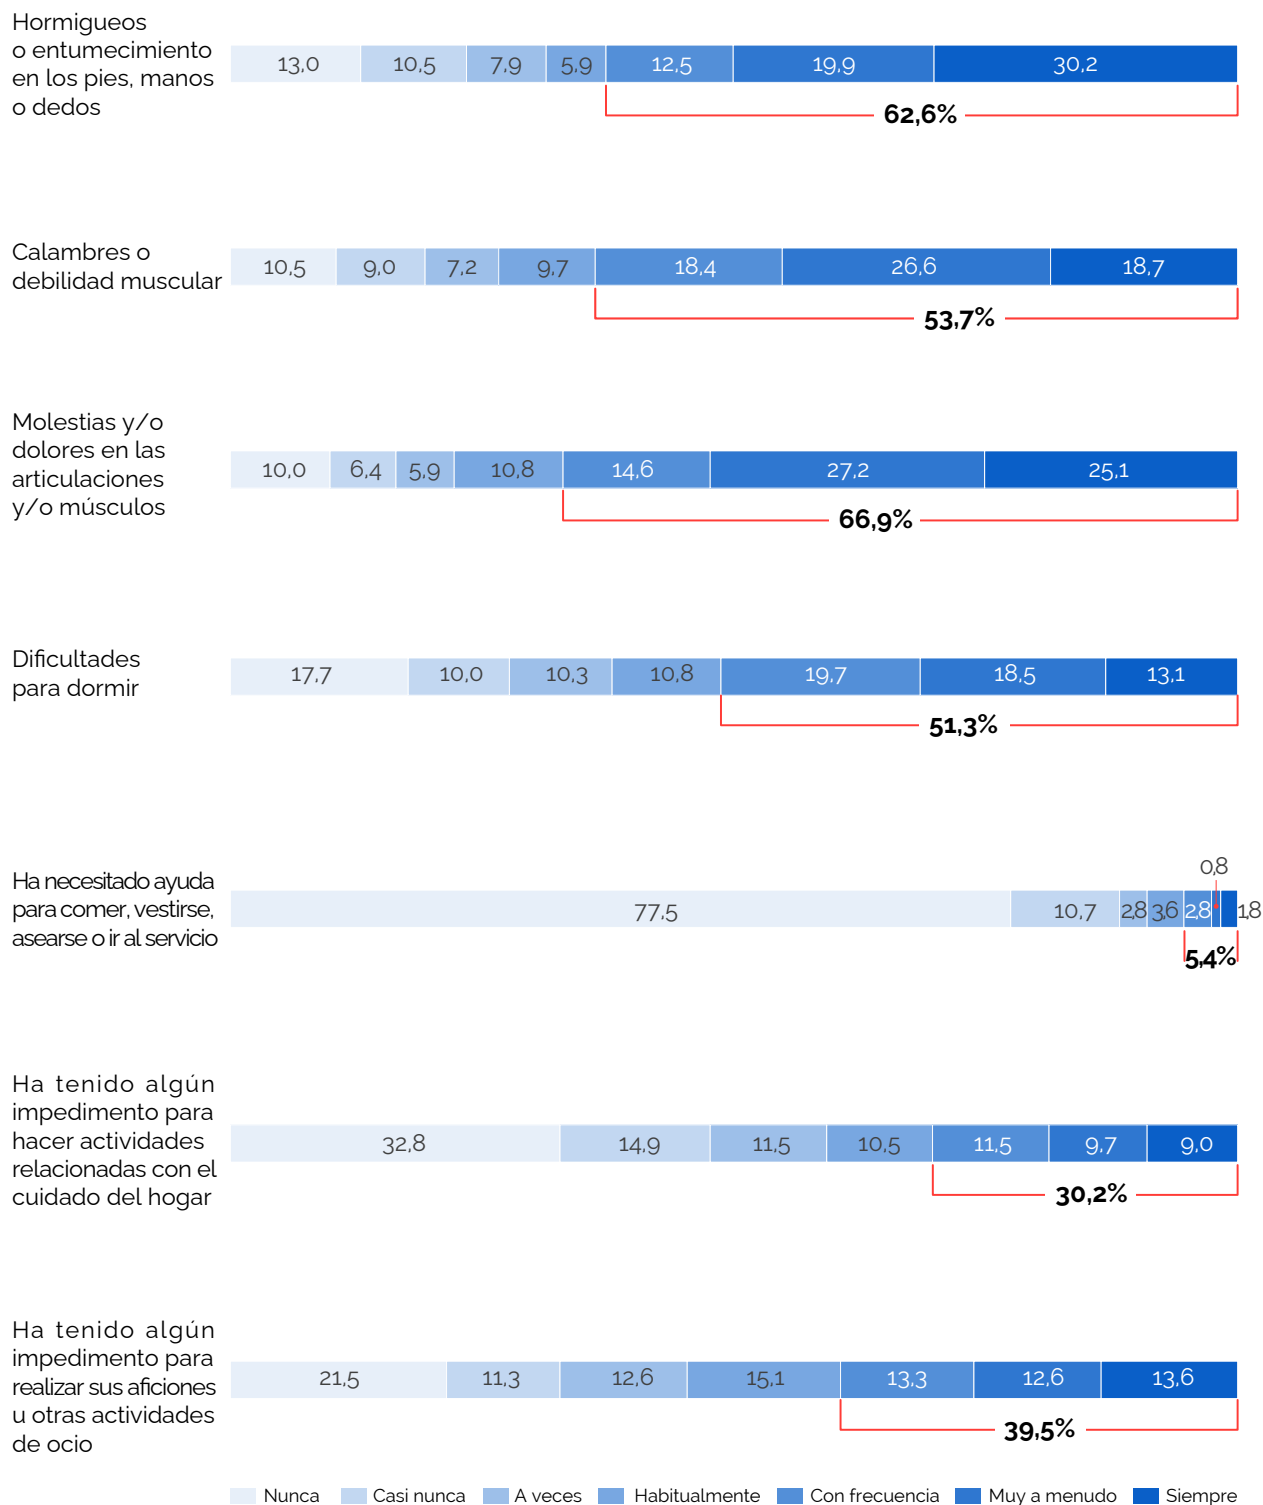 Hormigueos
o entumecimiento
en los pies, manos
o dedos
13,0 10,5 7,9 5,9 12,5 19,9 30,2
62,6%
Calambres o
debilidad muscular
10,5 9,0 7,2 9,7 18,4 26,6 18,7
53,7%
Molestias y/o
dolores en las
articulaciones
y/o músculos
10,0 6,4 5,9 10,8 14,6 27,2 25,1
66,9%
Dificultades
para dormir
17,7 10,0 10,3 10,8 19,7 18,5 13,1
51,3%
Ha necesitado ayuda
para comer, vestirse,
asearse o ir al servicio
0,8
77,5 10,7 2,8 3,6 2,8 1,8
5,4%
Ha tenido algún
impedimento para
hacer actividades
relacionadas con el
cuidado del hogar
32,8 14,9 11,5 10,5 11,5 9,7 9,0
30,2%
Ha tenido algún
impedimento para
realizar sus aficiones
u otras actividades
de ocio
21,5 11,3 12,6 15,1 13,3 12,6 13,6
39,5%
Nunca Casi nunca A veces Habitualmente Con frecuencia Muy a menudo Siempre